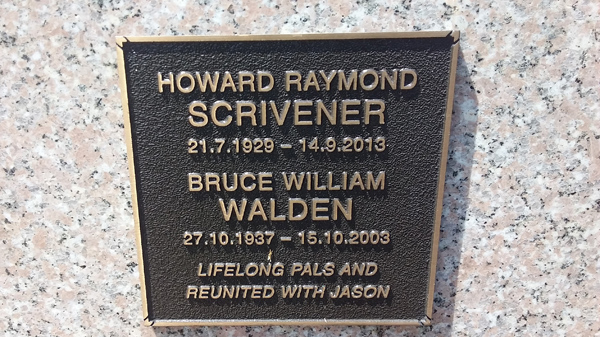 HOWARD RAYMOND
SCRIVENER
21.7.1929 - 14.9.2013
BRUCE WILLIAM
WALDEN
27.10.1937 - 15.10.2003
LIFELONG PALS AND
REUNITED WITH JASON